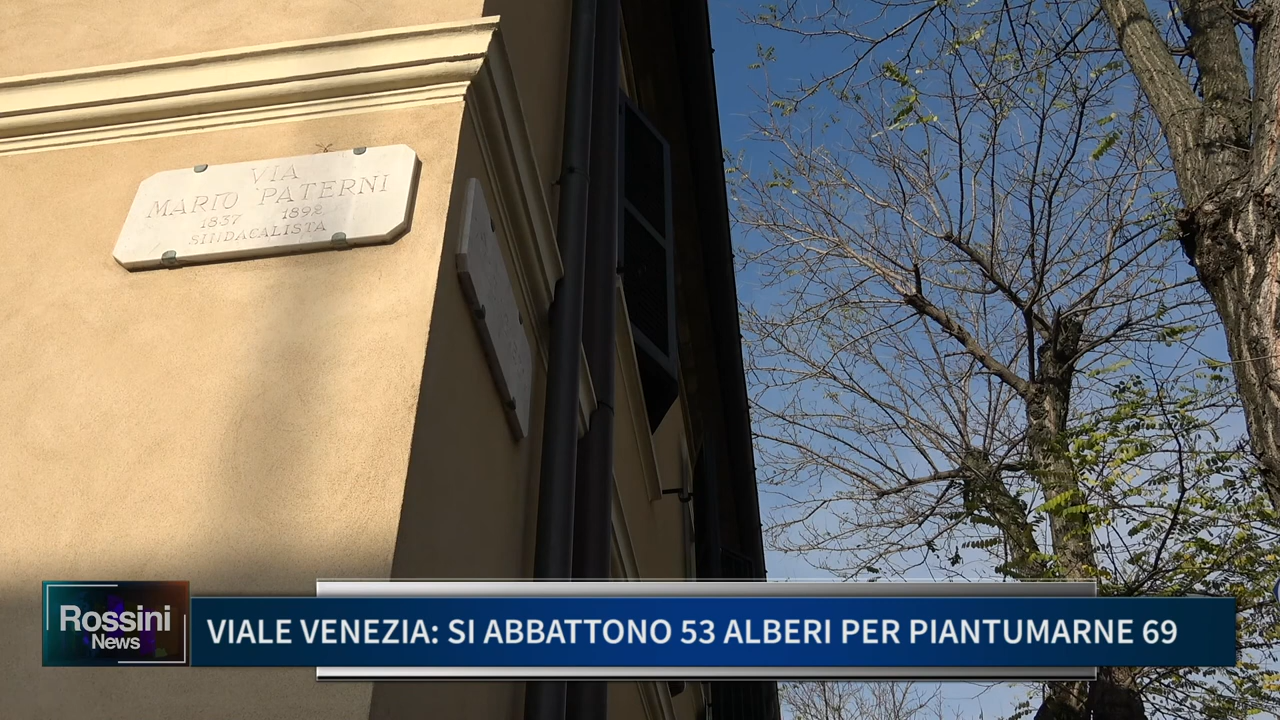 VIA
MARIO PATERNI
1837 1892
SINDACALISTA
Rossini
News
VIALE VENEZIA: SI ABBATTONO 53 ALBERI PER PIANTUMARNE 69